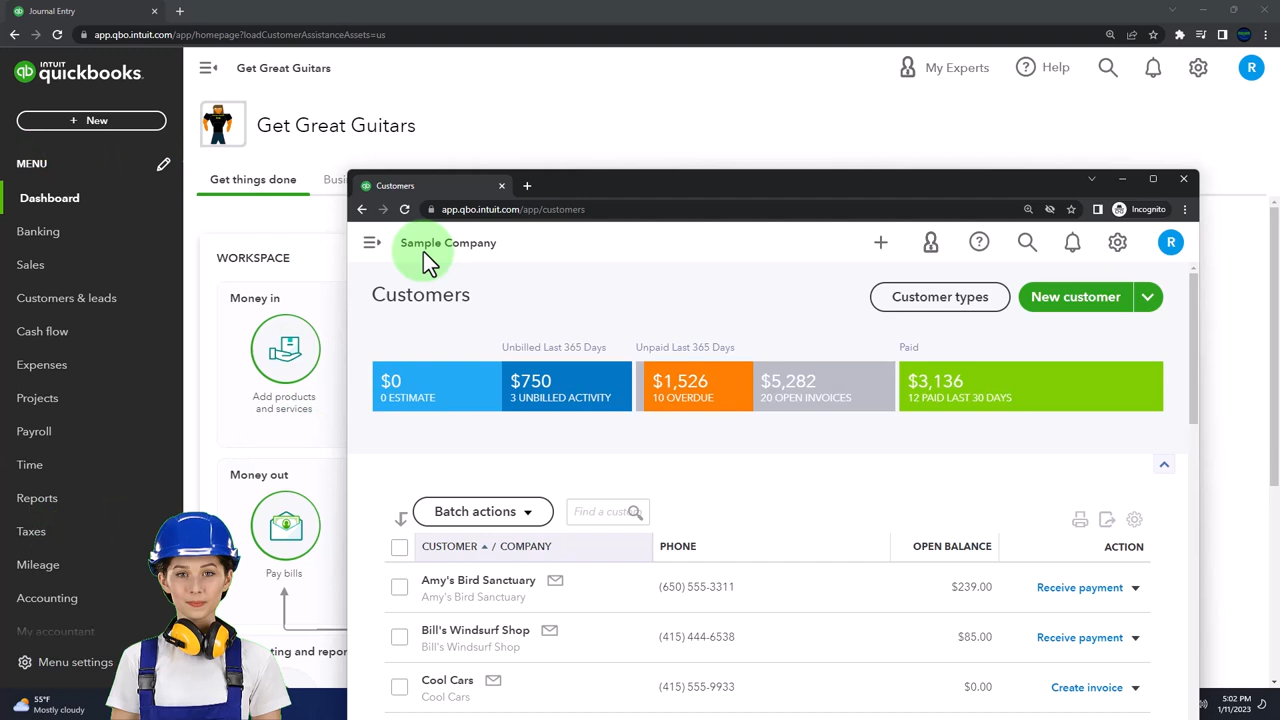 Journal Entry
app.qbo.intuit.com/app/homepage?loadCustomerAssistanceAssets=us
INTUIT
quickbooks.
Get Great Guitars
My Experts
Help
R
+ New
Get Great Guitars
MENU
Get things done
Busi
Dashboard
Banking
Sales
Customers & leads
Cash flow
Expenses
Projects
Payroll
Time
Reports
Taxes
Mileage
Accounting
My account
Menu settings
WORKSPACE
Money in
Add products
and services
Money out
Pay bills
ting and repor
Customers
app.qbo.intuit.com/app/customers
Incognito
Sample Company
R
Customers
Customer types
New customer
Unbilled Last 365 Days
Unpaid Last 365 Days
Paid
$0
0 ESTIMATE
$750
3 UNBILLED ACTIVITY
$1,526
10 OVERDUE
$5,282
20 OPEN INVOICES
$3,136
12 PAID LAST 30 DAYS
Batch actions
Find a custo
CUSTOMER / COMPANY PHONE OPEN BALANCE ACTION
Amy's Bird Sanctuary (650) 555-3311 $239.00 Receive payment
Amy's Bird Sanctuary
Bill's Windsurf Shop (415) 444-6538 $85.00 Receive payment
Bill's Windsurf Shop
Cool Cars (415) 555-9933 $0.00 Create invoice
Cool Cars
55°F
Mostly cloudy
5:02 PM
1/11/2023